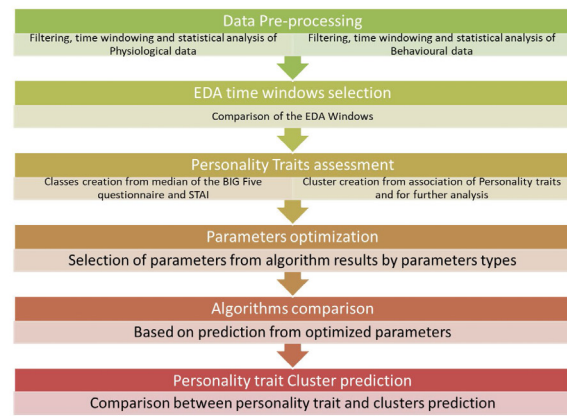 Data Pre-processing
Filtering, time windowing and statistical analysis of
Physiological data
Filtering, time windowing and statistical analysis of
Behavioural data
EDA time windows selection
Comparison of the EDA Windows
Personality Traits assessment
Classes creation from median of the BIG Five
questionnaire and STAI
Cluster creation from association of Personality traits
and for further analysis
Parameters optimization
Selection of parameters from algorithm results by parameters types
Algorithms comparison
Based on prediction from optimized parameters
Personality trait Cluster prediction
Comparison between personality trait and clusters prediction